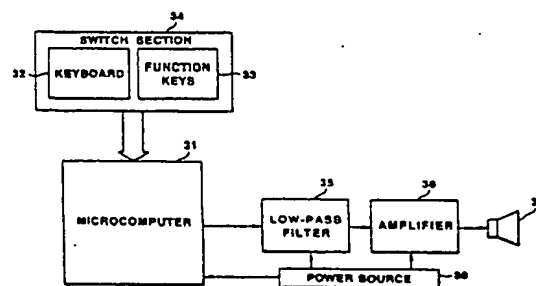 34
SWITCH SECTION
32
KEYBOARD
FUNCTION
KEYS
33
31
MICROCOMPUTER
35
LOW-PASS
FILTER
36
AMPLIFIER
POWER SOURCE